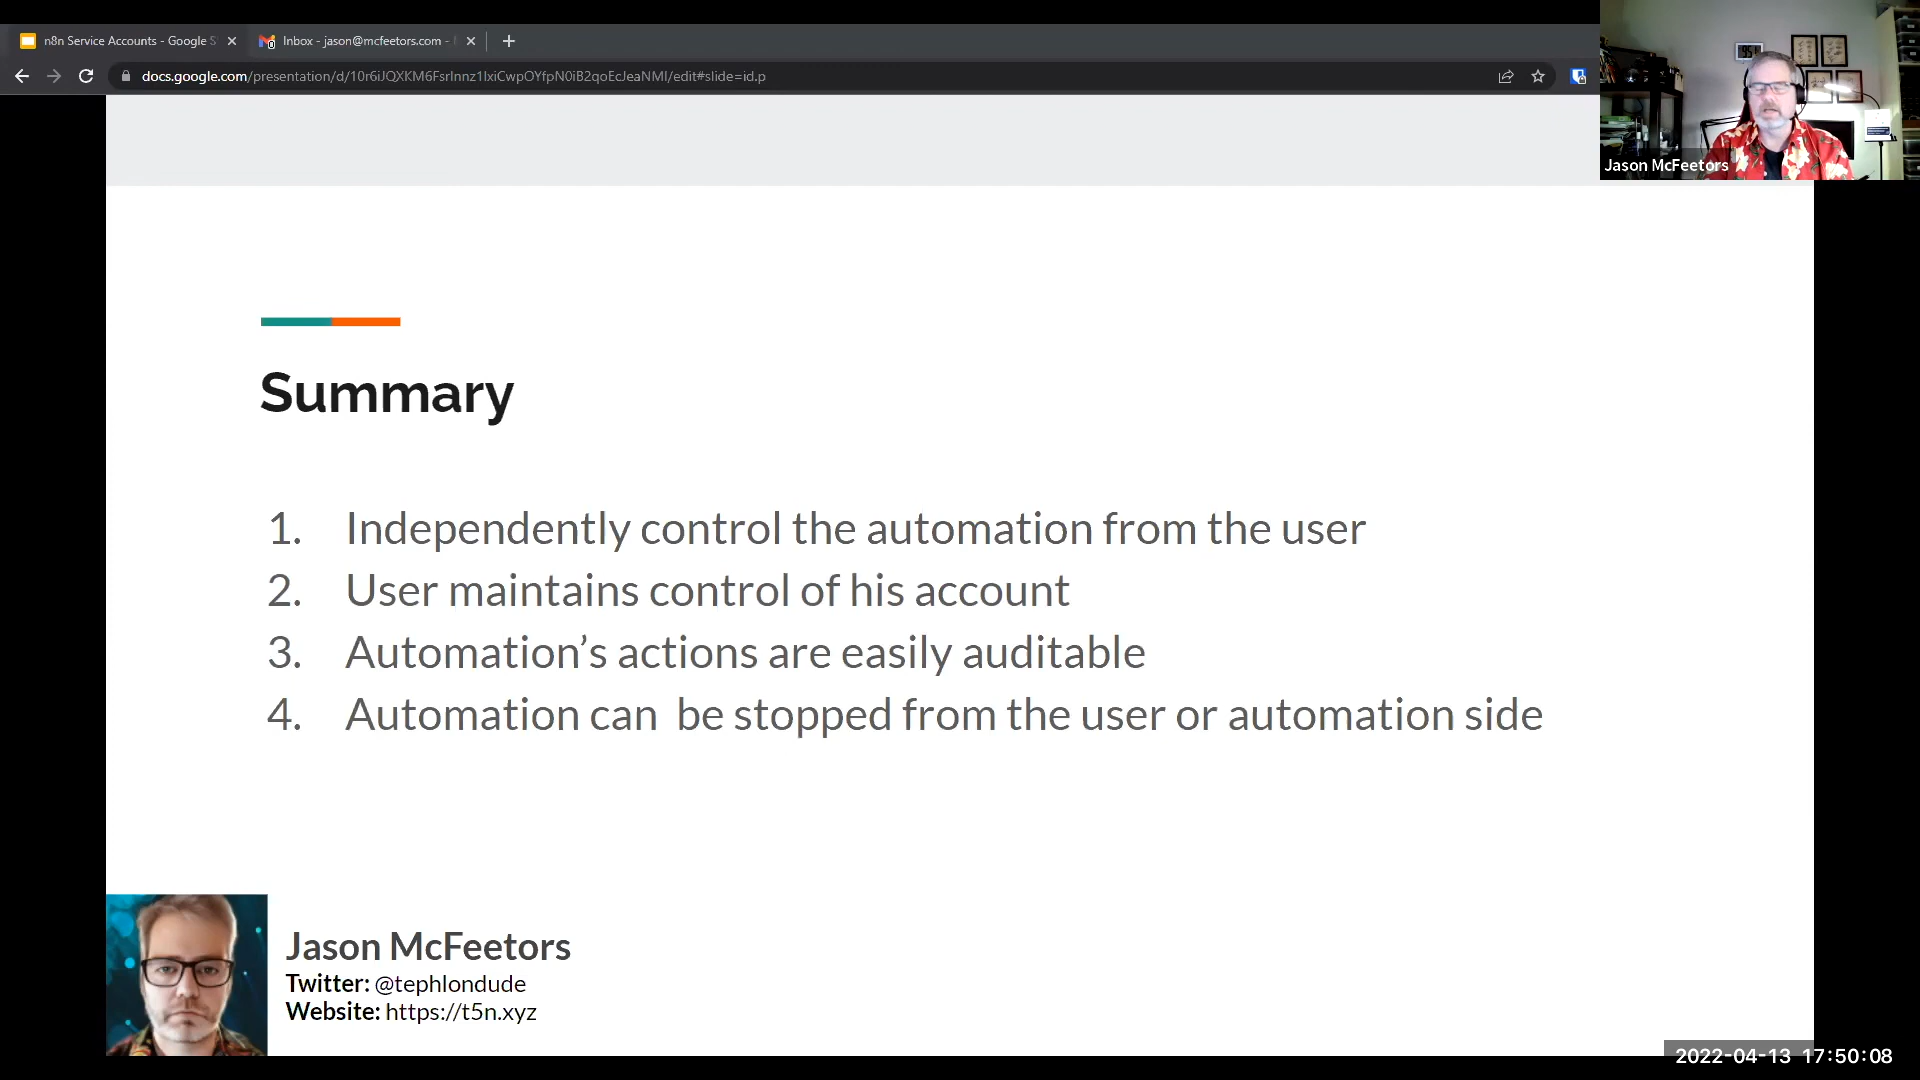 n8n Service Accounts - Google S
Inbox - jason@mcfeetors.com -
docs.google.com/presentation/d/10r6iJQXKM6FsrInnz1IxiCwpOYfpN0iB2qoEcJeaNMI/edit#slide=id.p
Jason McFeetors
Summary
1. Independently control the automation from the user
2. User maintains control of his account
3. Automation’s actions are easily auditable
4. Automation can  be stopped from the user or automation side
Jason McFeetors
Twitter: @tephlondude
Website: https://t5n.xyz
2022-04-13 17:50:08